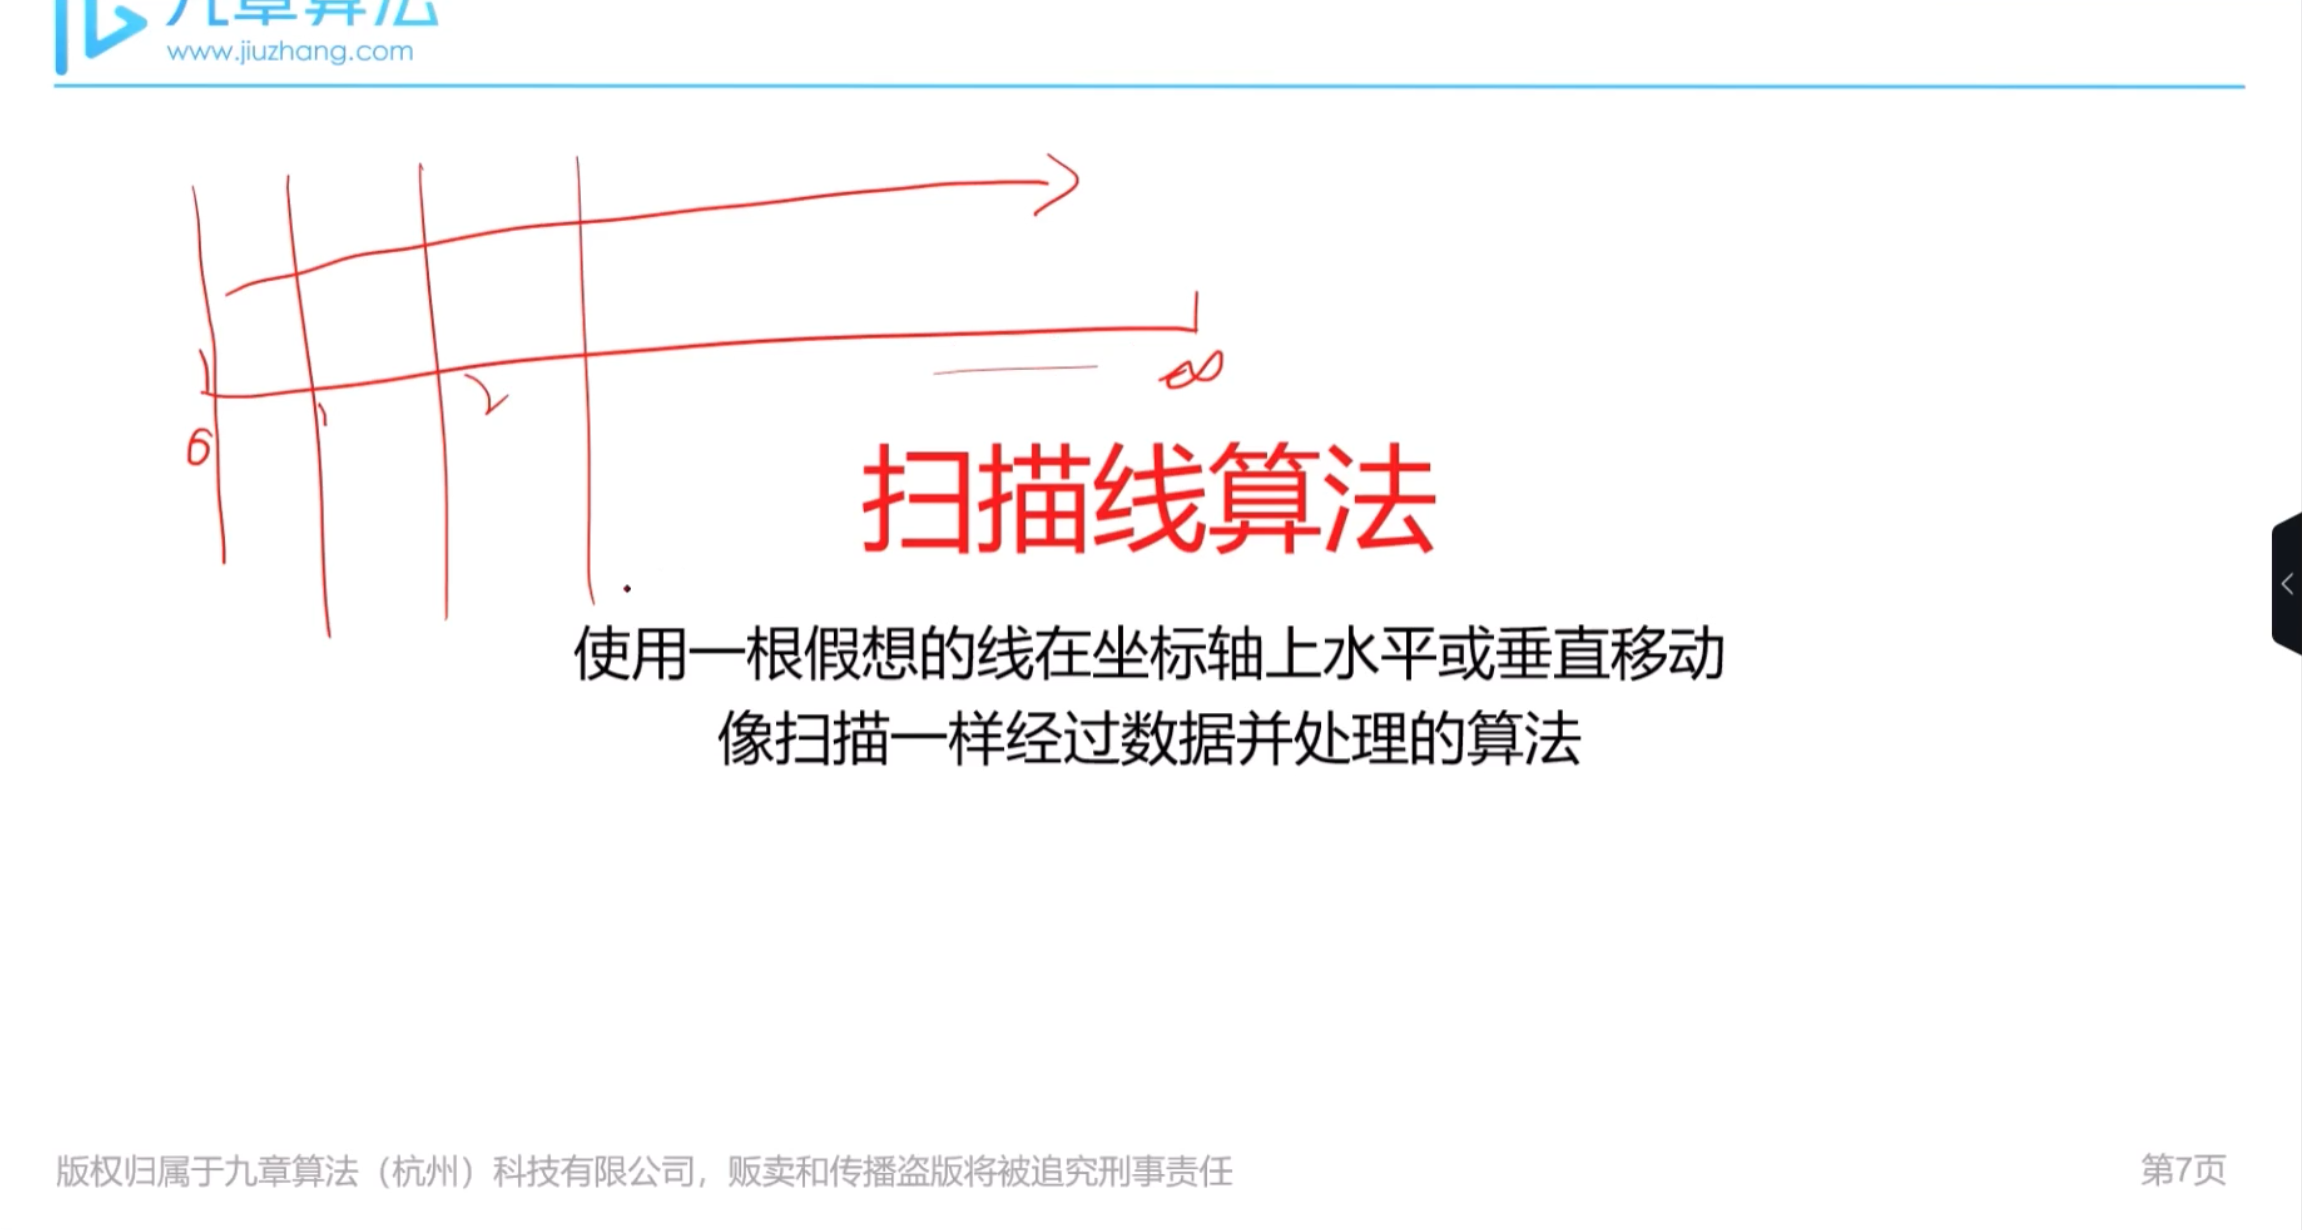 九章算法
www.jiuzhang.com
0
1
2
∞
扫描线算法
使用一根假想的线在坐标轴上水平或垂直移动
像扫描一样经过数据并处理的算法
版权归属于九章算法（杭州）科技有限公司，贩卖和传播盗版将被追究刑事责任
第7页